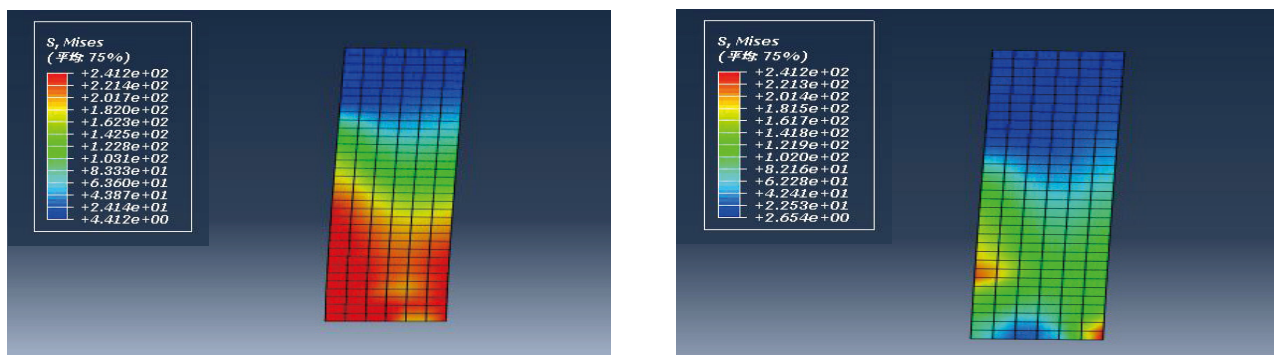 S, Mises
(平均: 75%)
+2.412e+02
+2.214e+02
+2.017e+02
+1.820e+02
+1.623e+02
+1.425e+02
+1.228e+02
+1.031e+02
+8.333e+01
+6.360e+01
+4.387e+01
+2.414e+01
+4.412e+00
S, Mises
(平均: 75%)
+2.412e+02
+2.213e+02
+2.014e+02
+1.815e+02
+1.617e+02
+1.418e+02
+1.219e+02
+1.020e+02
+8.216e+01
+6.228e+01
+4.241e+01
+2.253e+01
+2.654e+00